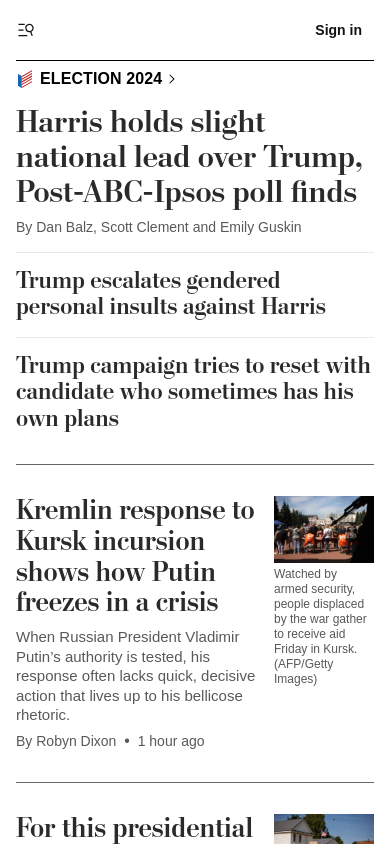 Sign in
ELECTION 2024
Harris holds slight
national lead over Trump,
Post-ABC-Ipsos poll finds
By Dan Balz, Scott Clement and Emily Guskin
Trump escalates gendered
personal insults against Harris
Trump campaign tries to reset with
candidate who sometimes has his
own plans
Kremlin response to
Kursk incursion
shows how Putin
freezes in a crisis
When Russian President Vladimir
Putin’s authority is tested, his
response often lacks quick, decisive
action that lives up to his bellicose
rhetoric.
By Robyn Dixon • 1 hour ago
Watched by
armed security,
people displaced
by the war gather
to receive aid
Friday in Kursk.
(AFP/Getty
Images)
For this presidential